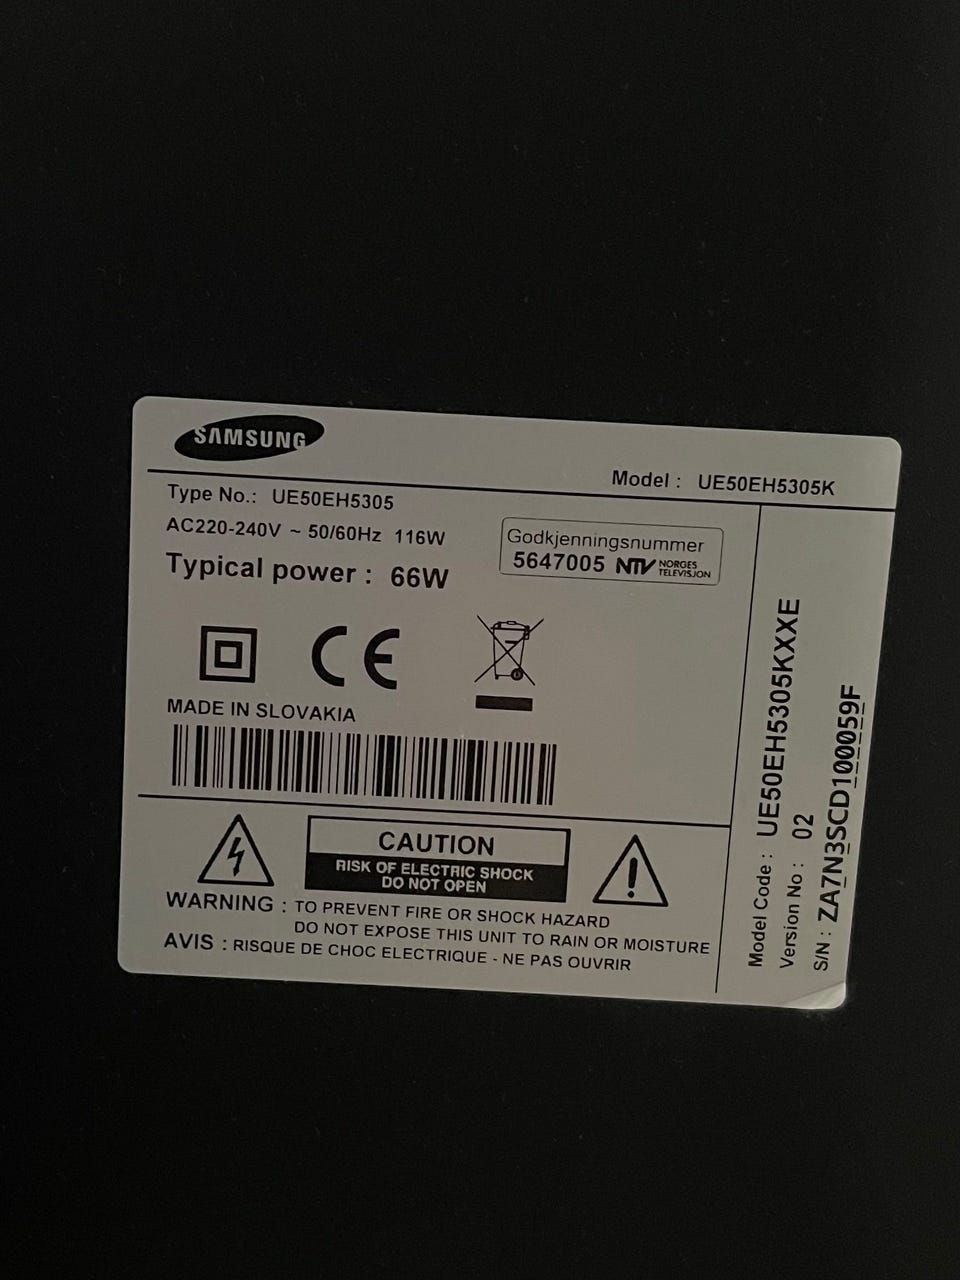 SAMSUNG
Model : UE50EH5305K
Type No.: UE50EH5305
AC220-240V ~ 50/60Hz 116W
Typical power : 66W
Godkjenningsnummer
5647005 NTV NORGES TELEVISJON
CE
MADE IN SLOVAKIA
CAUTION
RISK OF ELECTRIC SHOCK
DO NOT OPEN
WARNING : TO PREVENT FIRE OR SHOCK HAZARD
DO NOT EXPOSE THIS UNIT TO RAIN OR MOISTURE
AVIS : RISQUE DE CHOC ELECTRIQUE - NE PAS OUVRIR
Model Code : UE50EH5305KXXE
Version No : 02
S/N : ZA7N3SCD100059F